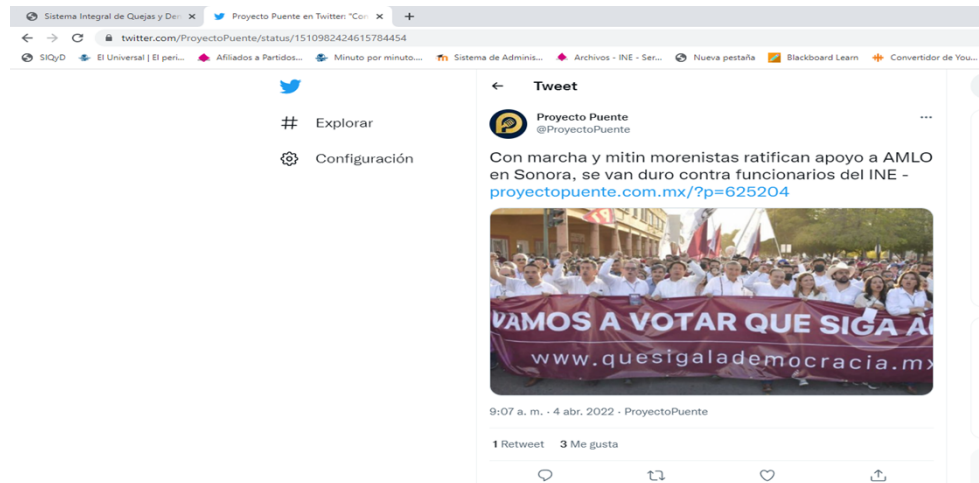 Sistema Integral de Quejas y Den
Proyecto Puente en Twitter: "Con
twitter.com/ProyectoPuente/status/1510982424615784454
SIQyD
El Universal | El peri...
Afiliados a Partidos...
Minuto por minuto....
Sistema de Adminis...
Archivos - INE - Ser...
Nueva pestaña
Blackboard Learn
Convertidor de You...
Explorar
Configuración
Tweet
Proyecto Puente
@ProyectoPuente
Con marcha y mitin morenistas ratifican apoyo a AMLO
en Sonora, se van duro contra funcionarios del INE -
proyectopuente.com.mx/?p=625204
VAMOS A VOTAR QUE SIGA A
www.quesigalademocracia.mx
9:07 a. m. · 4 abr. 2022 · ProyectoPuente
1 Retweet 3 Me gusta